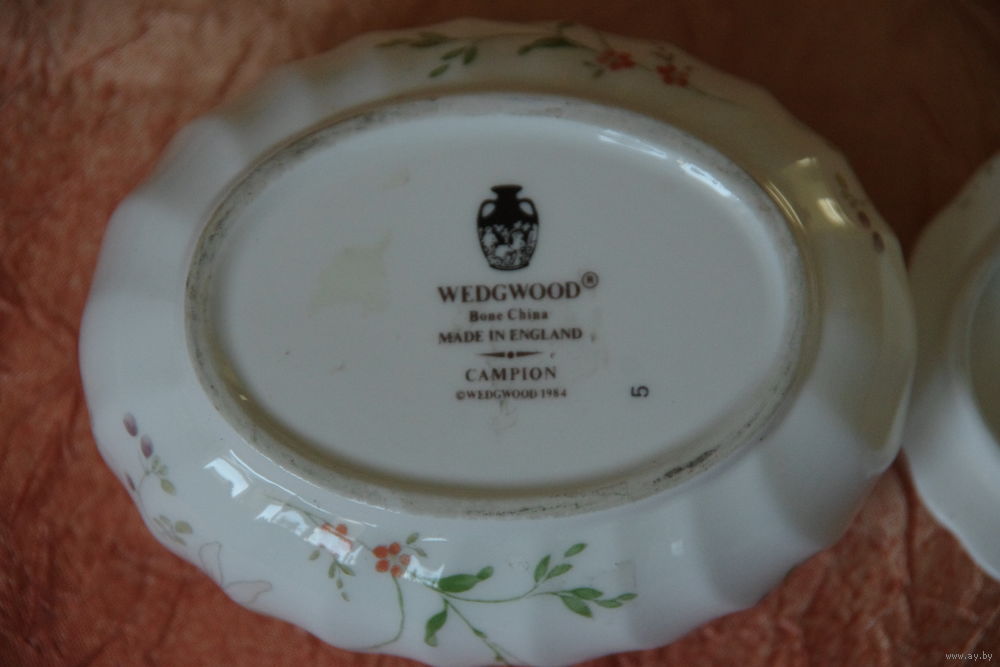 WEDGWOOD®
Bone China
MADE IN ENGLAND
CAMPION
©WEDGWOOD 1984
5
www.ay.by